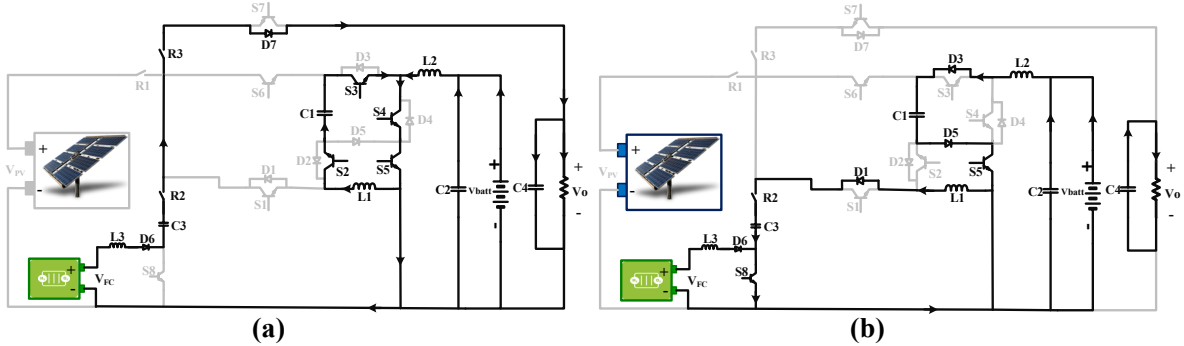 S7
D7
R3
R1
S6
D3
S3
L2
C1
S4
D4
D5
D2
S2
S5
L1
D1
S1
C2
Vbatt
+
-
C4
+
Vo
-
+
VPV
-
R2
C3
L3
D6
S8
+
VFC
-
(a)
S7
D7
R3
R1
S6
D3
S3
L2
C1
S4
D4
D5
D2
S2
S5
L1
D1
S1
C2
Vbatt
+
-
C4
+
Vo
-
+
VPV
-
R2
C3
L3
D6
S8
+
VFC
-
(b)